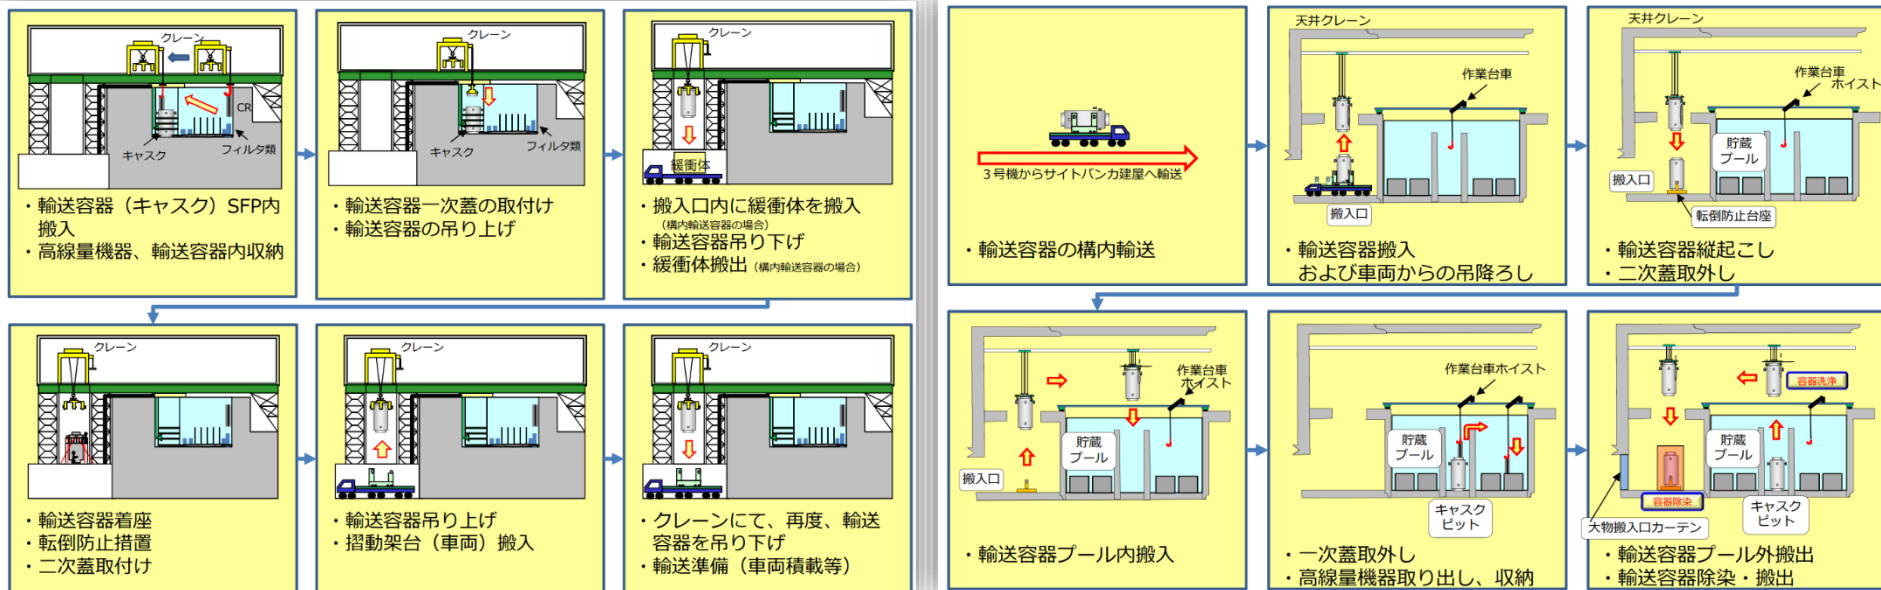 クレーン
CR
キャスク
フィルタ類
・輸送容器（キャスク）SFP内
搬入
・高線量機器、輸送容器内収納
クレーン
キャスク
フィルタ類
・輸送容器一次蓋の取付け
・輸送容器の吊り上げ
クレーン
緩衝体
・搬入口内に緩衝体を搬入
（構内輸送容器の場合）
・輸送容器吊り下げ
・緩衝体搬出（構内輸送容器の場合）
クレーン
・輸送容器着座
・転倒防止措置
・二次蓋取付け
クレーン
・輸送容器吊り上げ
・摺動架台（車両）搬入
クレーン
・クレーンにて、再度、輸送
容器を吊り下げ
・輸送準備（車両積載等）
３号機からサイトバンカ建屋へ輸送
・輸送容器の構内輸送
天井クレーン
作業台車
搬入口
・輸送容器搬入
および車両からの吊降ろし
天井クレーン
作業台車
ホイスト
貯蔵
プール
搬入口
転倒防止台座
・輸送容器縦起こし
・二次蓋取外し
作業台車
ホイスト
貯蔵
プール
搬入口
・輸送容器プール内搬入
作業台車ホイスト
貯蔵
プール
キャスク
ピット
・一次蓋取外し
・高線量機器取り出し、収納
容器洗浄
貯蔵
プール
容器除染
キャスク
ピット
大物搬入口カーテン
・輸送容器プール外搬出
・輸送容器除染・搬出